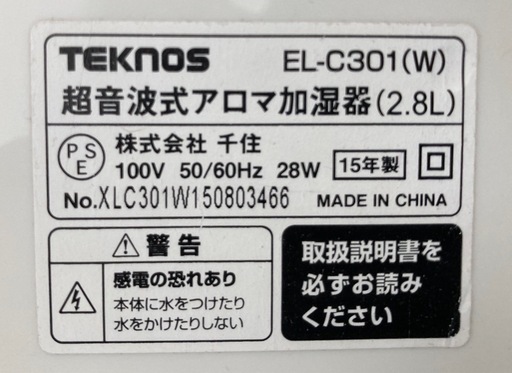 TEKNOS EL-C301(W)
超音波式アロマ加湿器(2.8L)
PSE 株式会社 千住
100V 50/60Hz 28W 15年製
No.XLC301W150803466 MADE IN CHINA
警告
感電の恐れあり
本体に水をつけたり
水をかけたりしない
取扱説明書を
必ずお読み
ください